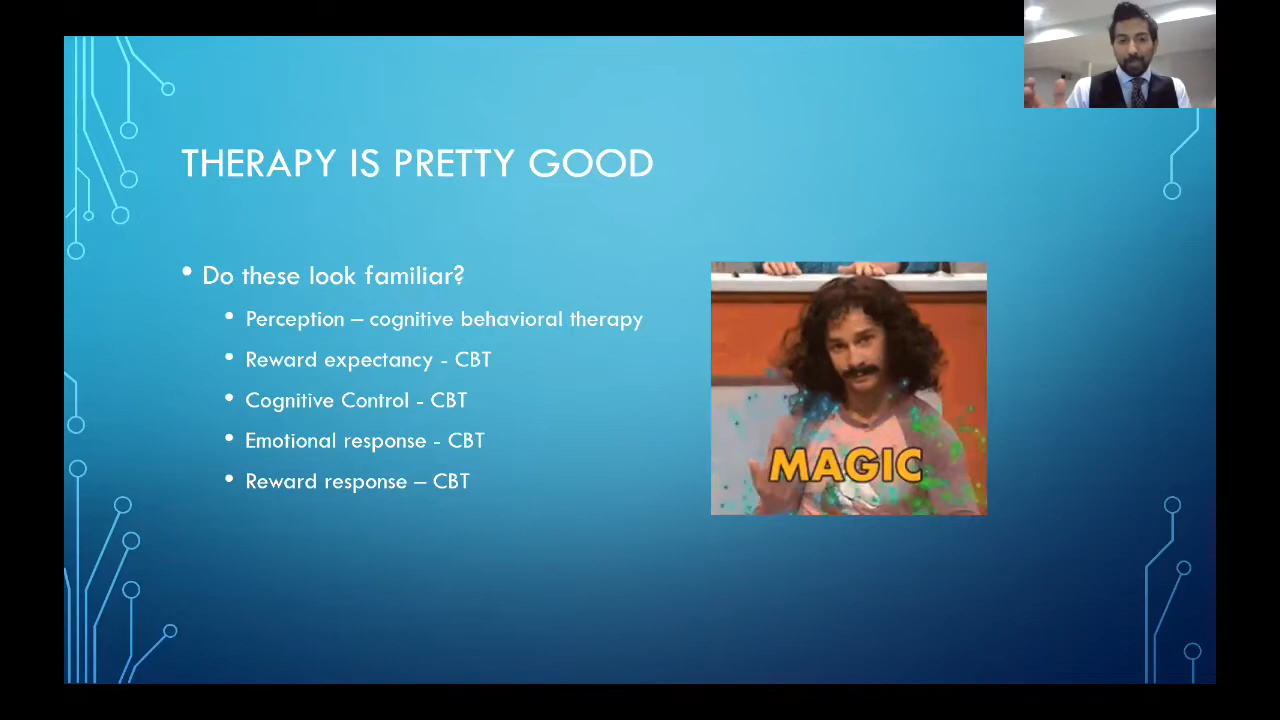 THERAPY IS PRETTY GOOD
Do these look familiar?
Perception – cognitive behavioral therapy
Reward expectancy - CBT
Cognitive Control - CBT
Emotional response - CBT
Reward response – CBT
MAGIC